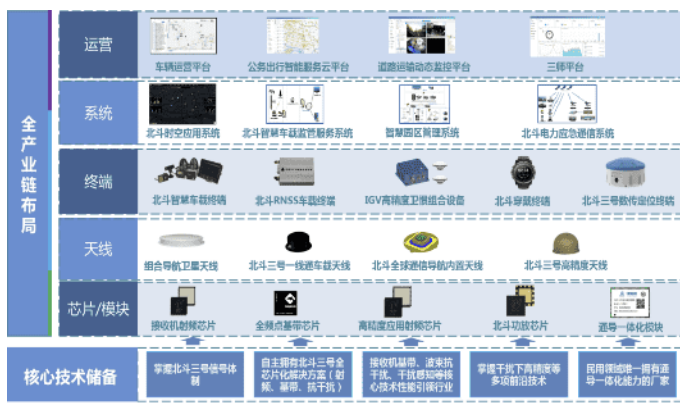 全产业链布局
运营
车辆运营平台
公务出行智能服务云平台
道路运输动态监控平台
三师平台
系统
北斗时空应用系统
北斗智慧车载监管服务系统
智慧园区管理系统
北斗电力应急通信系统
终端
北斗智慧车载终端
北斗RNSS车载终端
IGV高精度卫惯组合设备
北斗穿戴终端
北斗三号数传定位终端
天线
组合导航卫星天线
北斗三号一线通车载天线
北斗全球通信导航内置天线
北斗三号高精度天线
芯片/模块
接收机射频芯片
全频点基带芯片
高精度应用射频芯片
北斗功放芯片
通导一体化模块
核心技术储备
掌握北斗三号信号体
制
自主拥有北斗三号全
芯片化解决方案（射
频、基带、抗干扰）
接收机基带、波束抗
干扰、干扰感知等核
心技术性能引领行业
掌握干扰下高精度等
多项前沿技术
民用领域唯一拥有通
导一体化能力的厂家